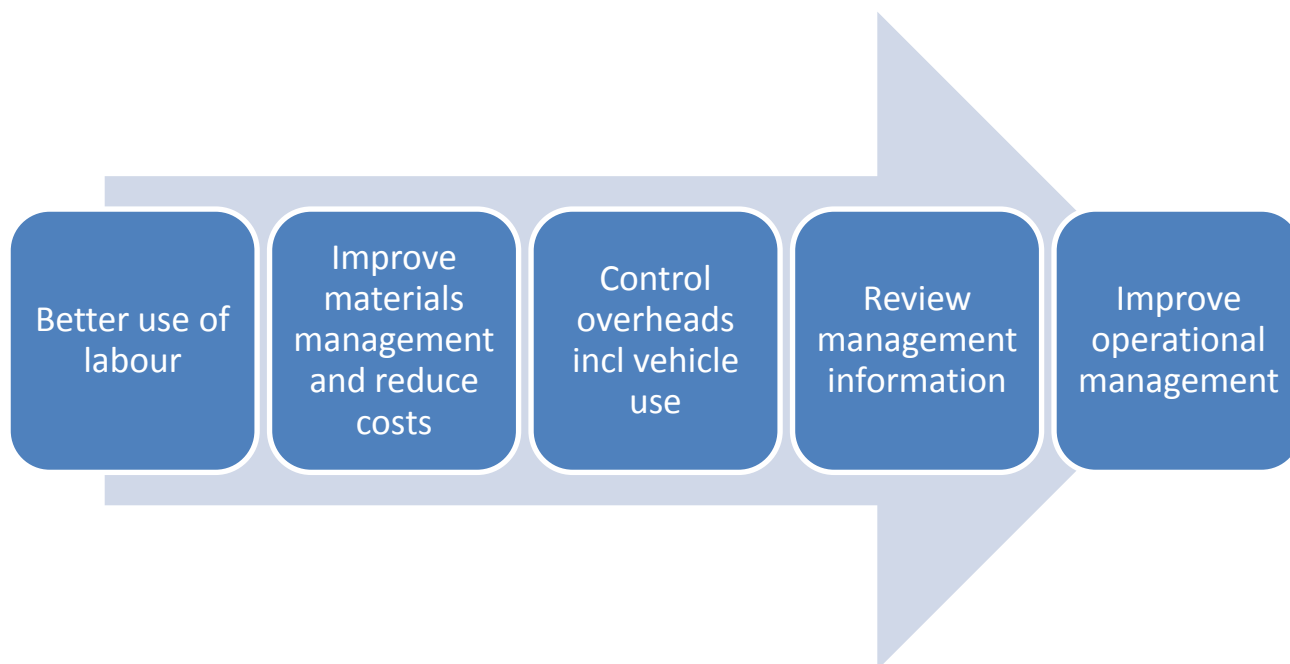 Better use of
labour
Improve
materials
management
and reduce
costs
Control
overheads
incl vehicle
use
Review
management
information
Improve
operational
management